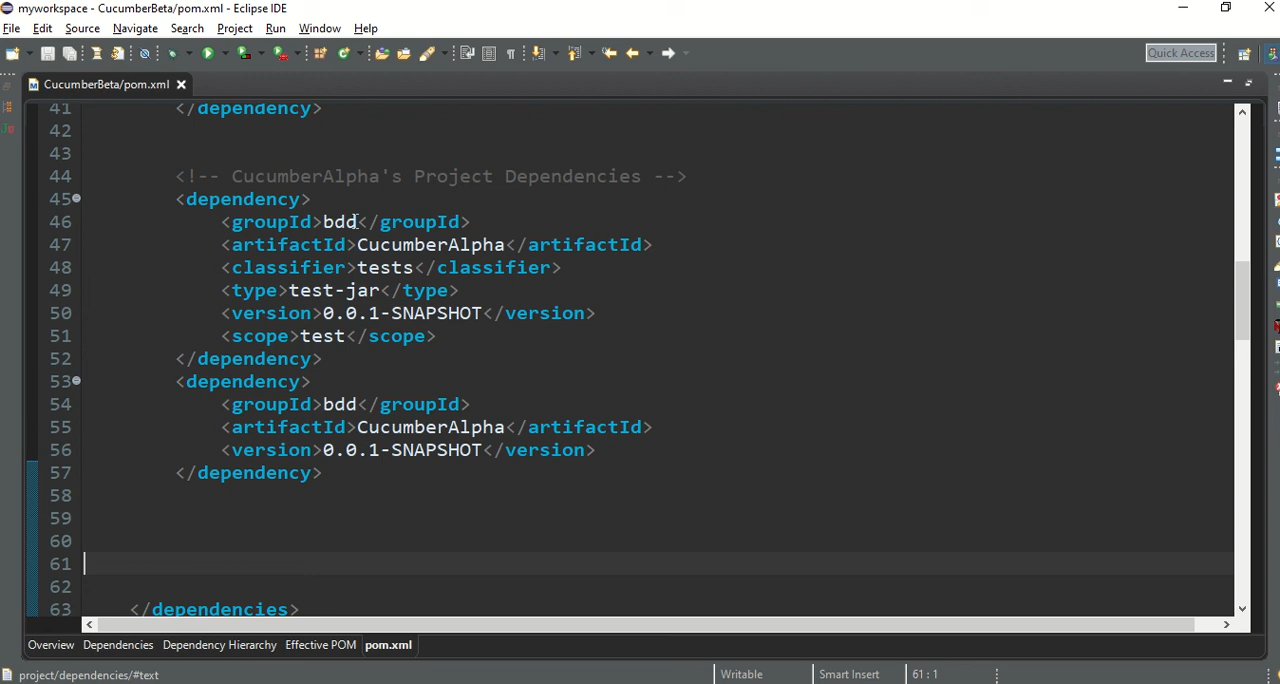 myworkspace - CucumberBeta/pom.xml - Eclipse IDE
File Edit Source Navigate Search Project Run Window Help
Quick Access
CucumberBeta/pom.xml
41 </dependency>
42
43
44 <!-- CucumberAlpha's Project Dependencies -->
45 <dependency>
46 <groupId>bdd</groupId>
47 <artifactId>CucumberAlpha</artifactId>
48 <classifier>tests</classifier>
49 <type>test-jar</type>
50 <version>0.0.1-SNAPSHOT</version>
51 <scope>test</scope>
52 </dependency>
53 <dependency>
54 <groupId>bdd</groupId>
55 <artifactId>CucumberAlpha</artifactId>
56 <version>0.0.1-SNAPSHOT</version>
57 </dependency>
58
59
60
61
62
63 </dependencies>
Overview Dependencies Dependency Hierarchy Effective POM pom.xml
project/dependencies/#text Writable Smart Insert 61 : 1